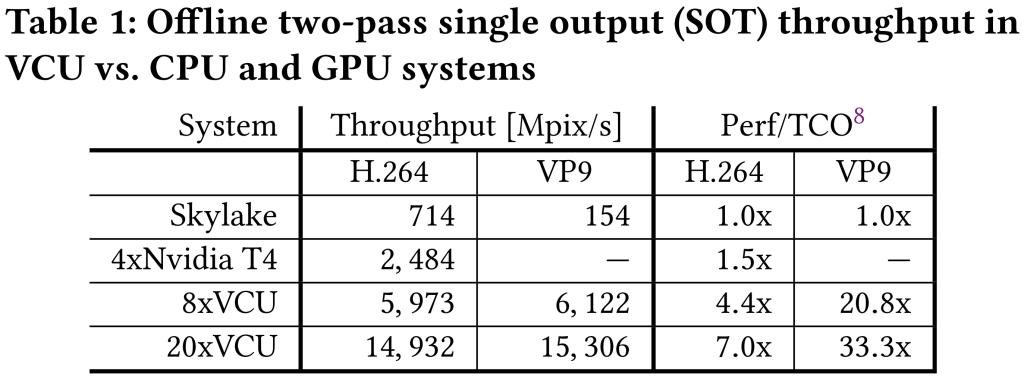 Table 1: Offline two-pass single output (SOT) throughput in
VCU vs. CPU and GPU systems
System Throughput [Mpix/s] Perf/TCO8
H.264 VP9 H.264 VP9
Skylake 714 154 1.0x 1.0x
4xNvidia T4 2, 484 — 1.5x —
8xVCU 5, 973 6, 122 4.4x 20.8x
20xVCU 14, 932 15, 306 7.0x 33.3x